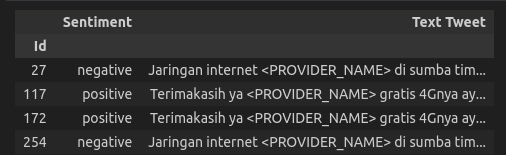 Sentiment Text Tweet
Id
27 negative Jaringan internet <PROVIDER_NAME> di sumba tim...
117 positive Terimakasih ya <PROVIDER_NAME> gratis 4Gnya ay...
172 positive Terimakasih ya <PROVIDER_NAME> gratis 4Gnya ay...
254 negative Jaringan internet <PROVIDER_NAME> di sumba tim...